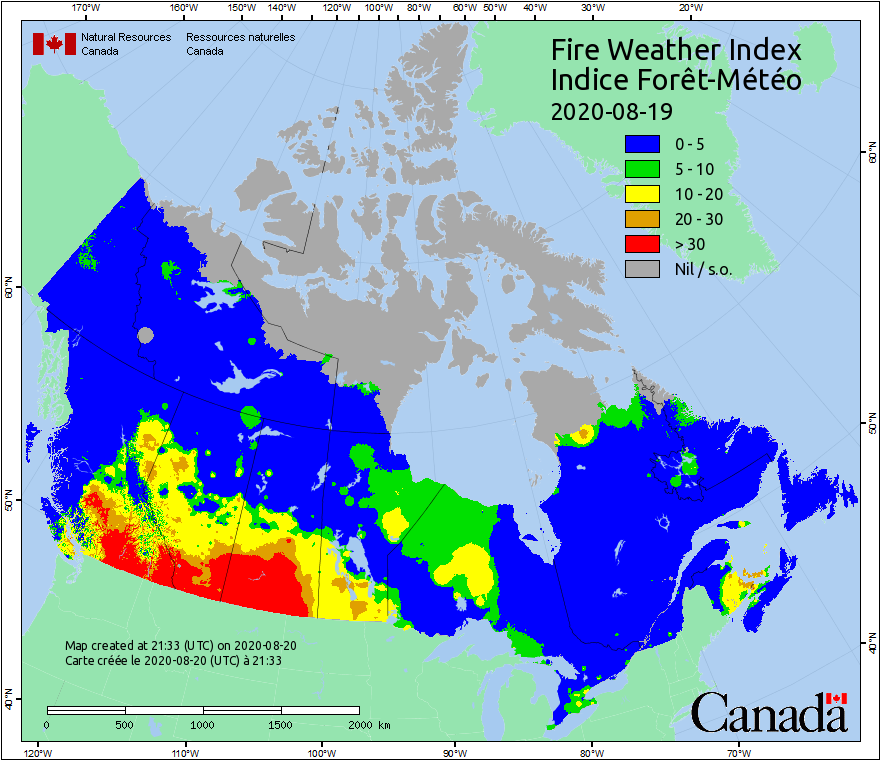 170°W 160°W 150°W 140°W 130°W 120°W 110°W 100°W 90°W 80°W 70°W 60°W 50°W 40°W 30°W 20°W
Natural Resources Ressources naturelles
Canada Canada
Fire Weather Index
Indice Forêt-Météo
2020-08-19
0 - 5
5 - 10
10 - 20
20 - 30
> 30
Nil / s.o.
60°N
60°N
50°N
50°N
40°N
40°N
Map created at 21:33 (UTC) on 2020-08-20
Carte créée le 2020-08-20 (UTC) à 21:33
0 500 1000 1500 2000 km
Canada
120°W 110°W 100°W 90°W 80°W 70°W